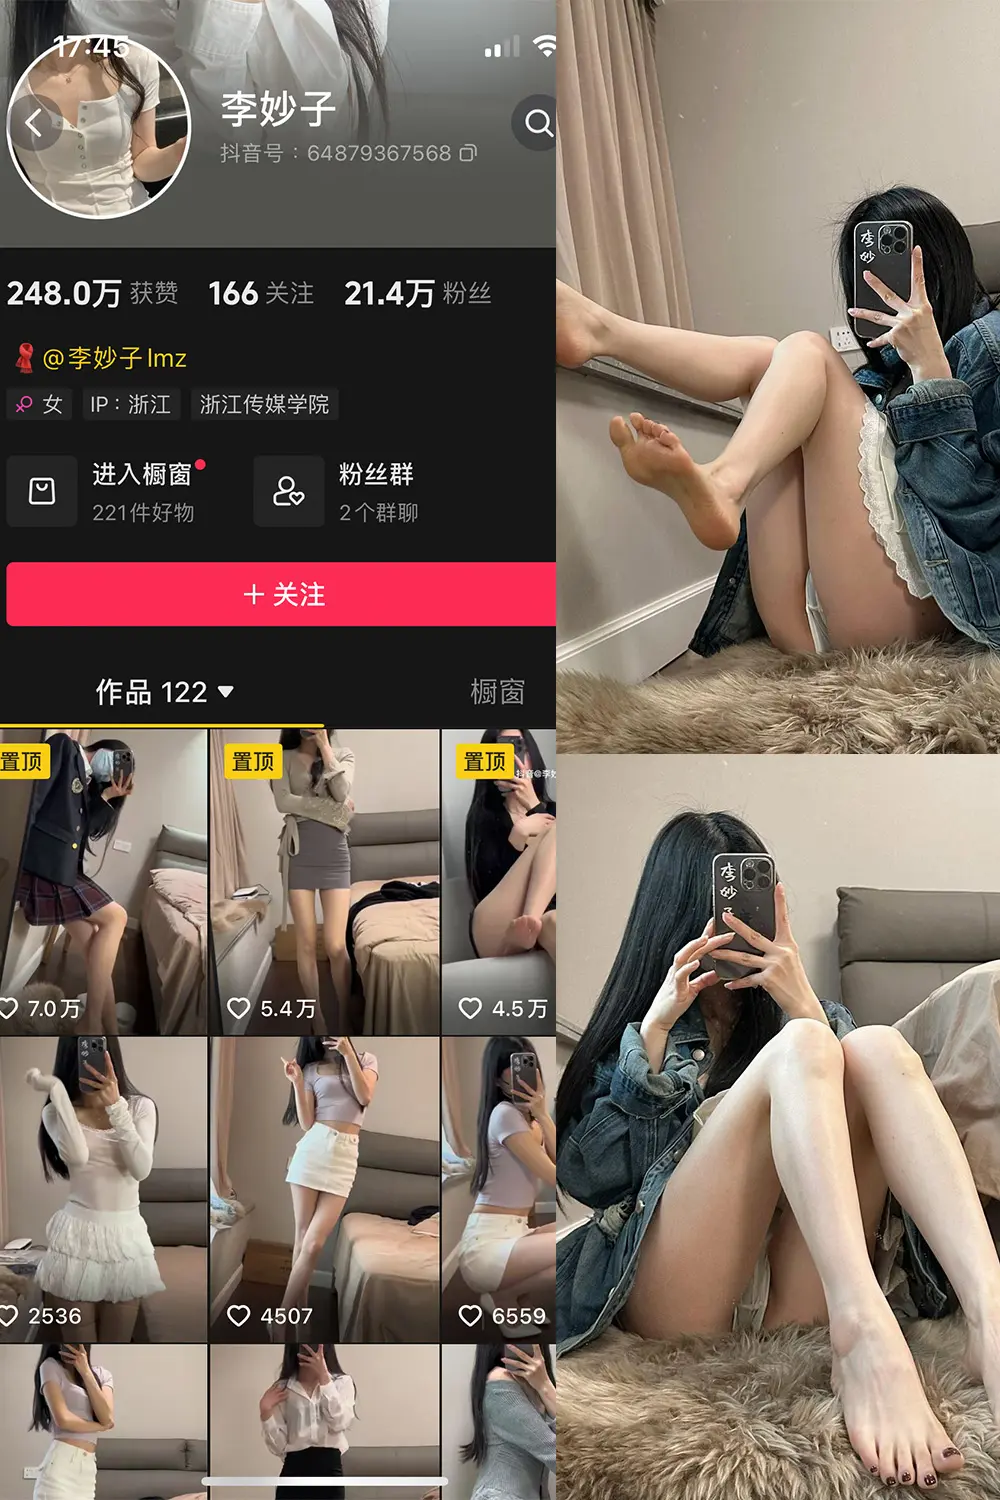 17:45
李妙子
抖音号：64879367568
248.0万 获赞 166 关注 21.4万 粉丝
@李妙子lmz
女 IP：浙江 浙江传媒学院
进入橱窗 粉丝群
221件好物 2个群聊
+ 关注
作品 122 橱窗
置顶 置顶 置顶
抖音@李妙
7.0万 5.4万 4.5万
2536 4507 6559
李妙
李妙子